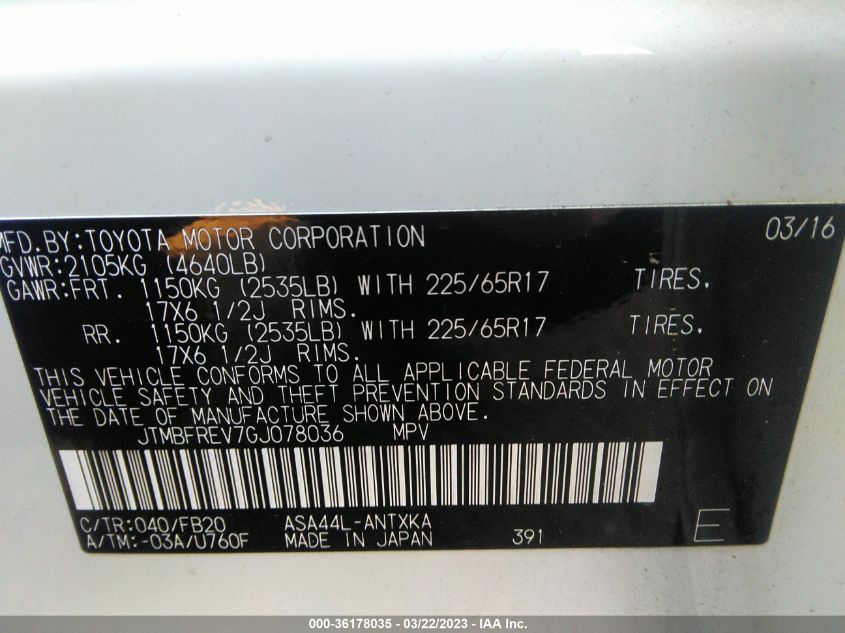 MFD.BY:TOYOTA MOTOR CORPORATION 03/16
GVWR:2105KG (4640LB)
GAWR:FRT. 1150KG (2535LB) WITH 225/65R17 TIRES.
17X6 1/2J RIMS.
RR. 1150KG (2535LB) WITH 225/65R17 TIRES.
17X6 1/2J RIMS.
THIS VEHICLE CONFORMS TO ALL APPLICABLE FEDERAL MOTOR
VEHICLE SAFETY AND THEFT PREVENTION STANDARDS IN EFFECT ON
THE DATE OF MANUFACTURE SHOWN ABOVE.
JTMBFREV7GJ078036 MPV
C/TR:040/FB20 ASA44L-ANTXKA
A/TM:-03A/U760F MADE IN JAPAN 391 E
000-36178035 - 03/22/2023 - IAA Inc.